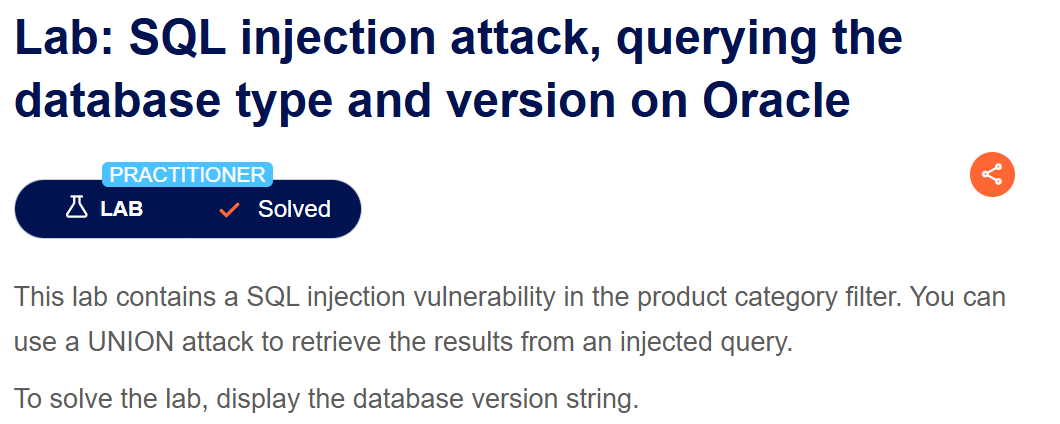 Lab: SQL injection attack, querying the
database type and version on Oracle
PRACTITIONER
LAB Solved
This lab contains a SQL injection vulnerability in the product category filter. You can
use a UNION attack to retrieve the results from an injected query.
To solve the lab, display the database version string.